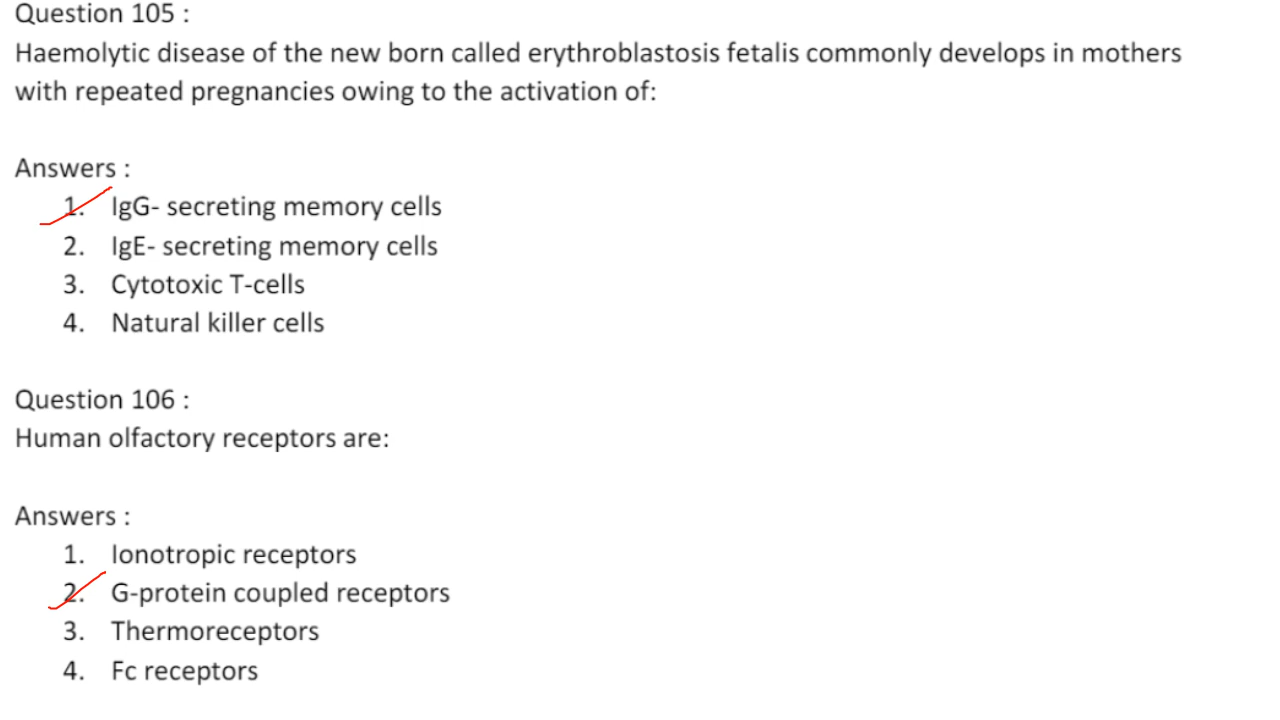 Question 105 :
Haemolytic disease of the new born called erythroblastosis fetalis commonly develops in mothers
with repeated pregnancies owing to the activation of:
Answers :
1. IgG- secreting memory cells
2. IgE- secreting memory cells
3. Cytotoxic T-cells
4. Natural killer cells
Question 106 :
Human olfactory receptors are:
Answers :
1. Ionotropic receptors
2. G-protein coupled receptors
3. Thermoreceptors
4. Fc receptors